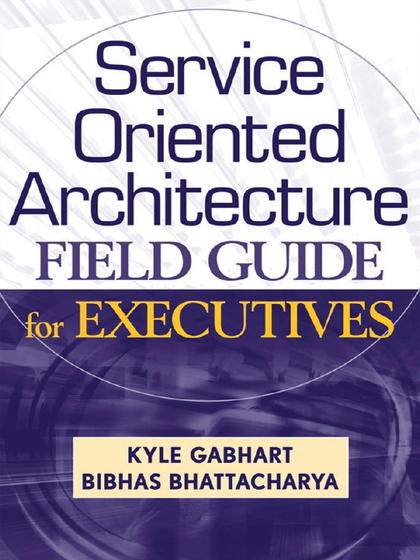 Service
Oriented
Architecture
FIELD GUIDE
for EXECUTIVES
KYLE GABHART
BIBHAS BHATTACHARYA